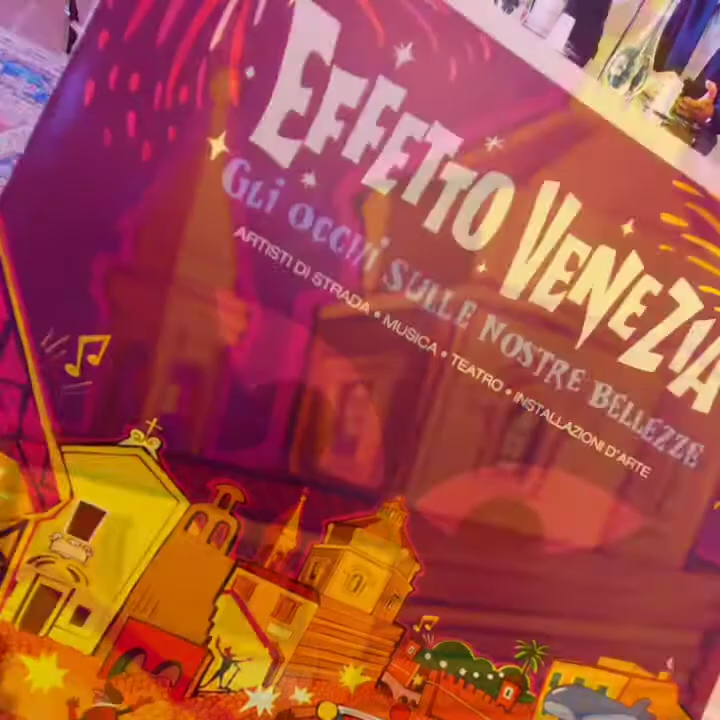 EFFETTO VENEZIA
GLI OCCHI SULLE NOSTRE BELLEZZE
ARTISTI DI STRADA • MUSICA • TEATRO • INSTALLAZIONI D'ARTE